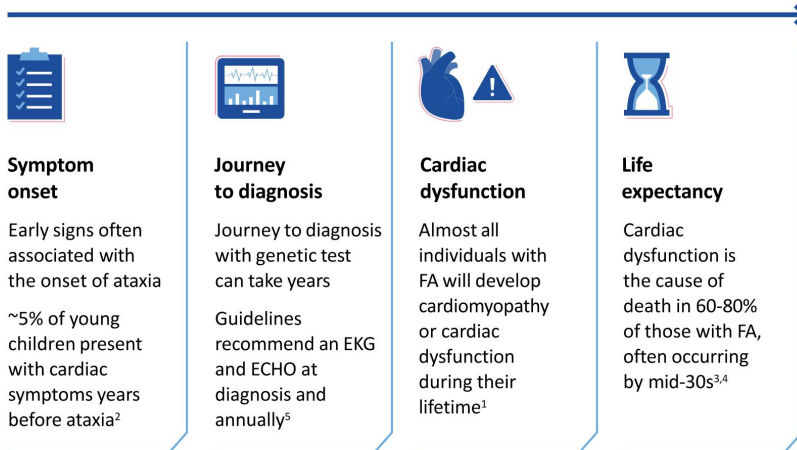 Symptom
onset
Early signs often
associated with
the onset of ataxia
~5% of young
children present
with cardiac
symptoms years
before ataxia²
Journey
to diagnosis
Journey to diagnosis
with genetic test
can take years
Guidelines
recommend an EKG
and ECHO at
diagnosis and
annually⁵
Cardiac
dysfunction
Almost all
individuals with
FA will develop
cardiomyopathy
or cardiac
dysfunction
during their
lifetime¹
Life
expectancy
Cardiac
dysfunction is
the cause of
death in 60-80%
of those with FA,
often occurring
by mid-30s³,⁴